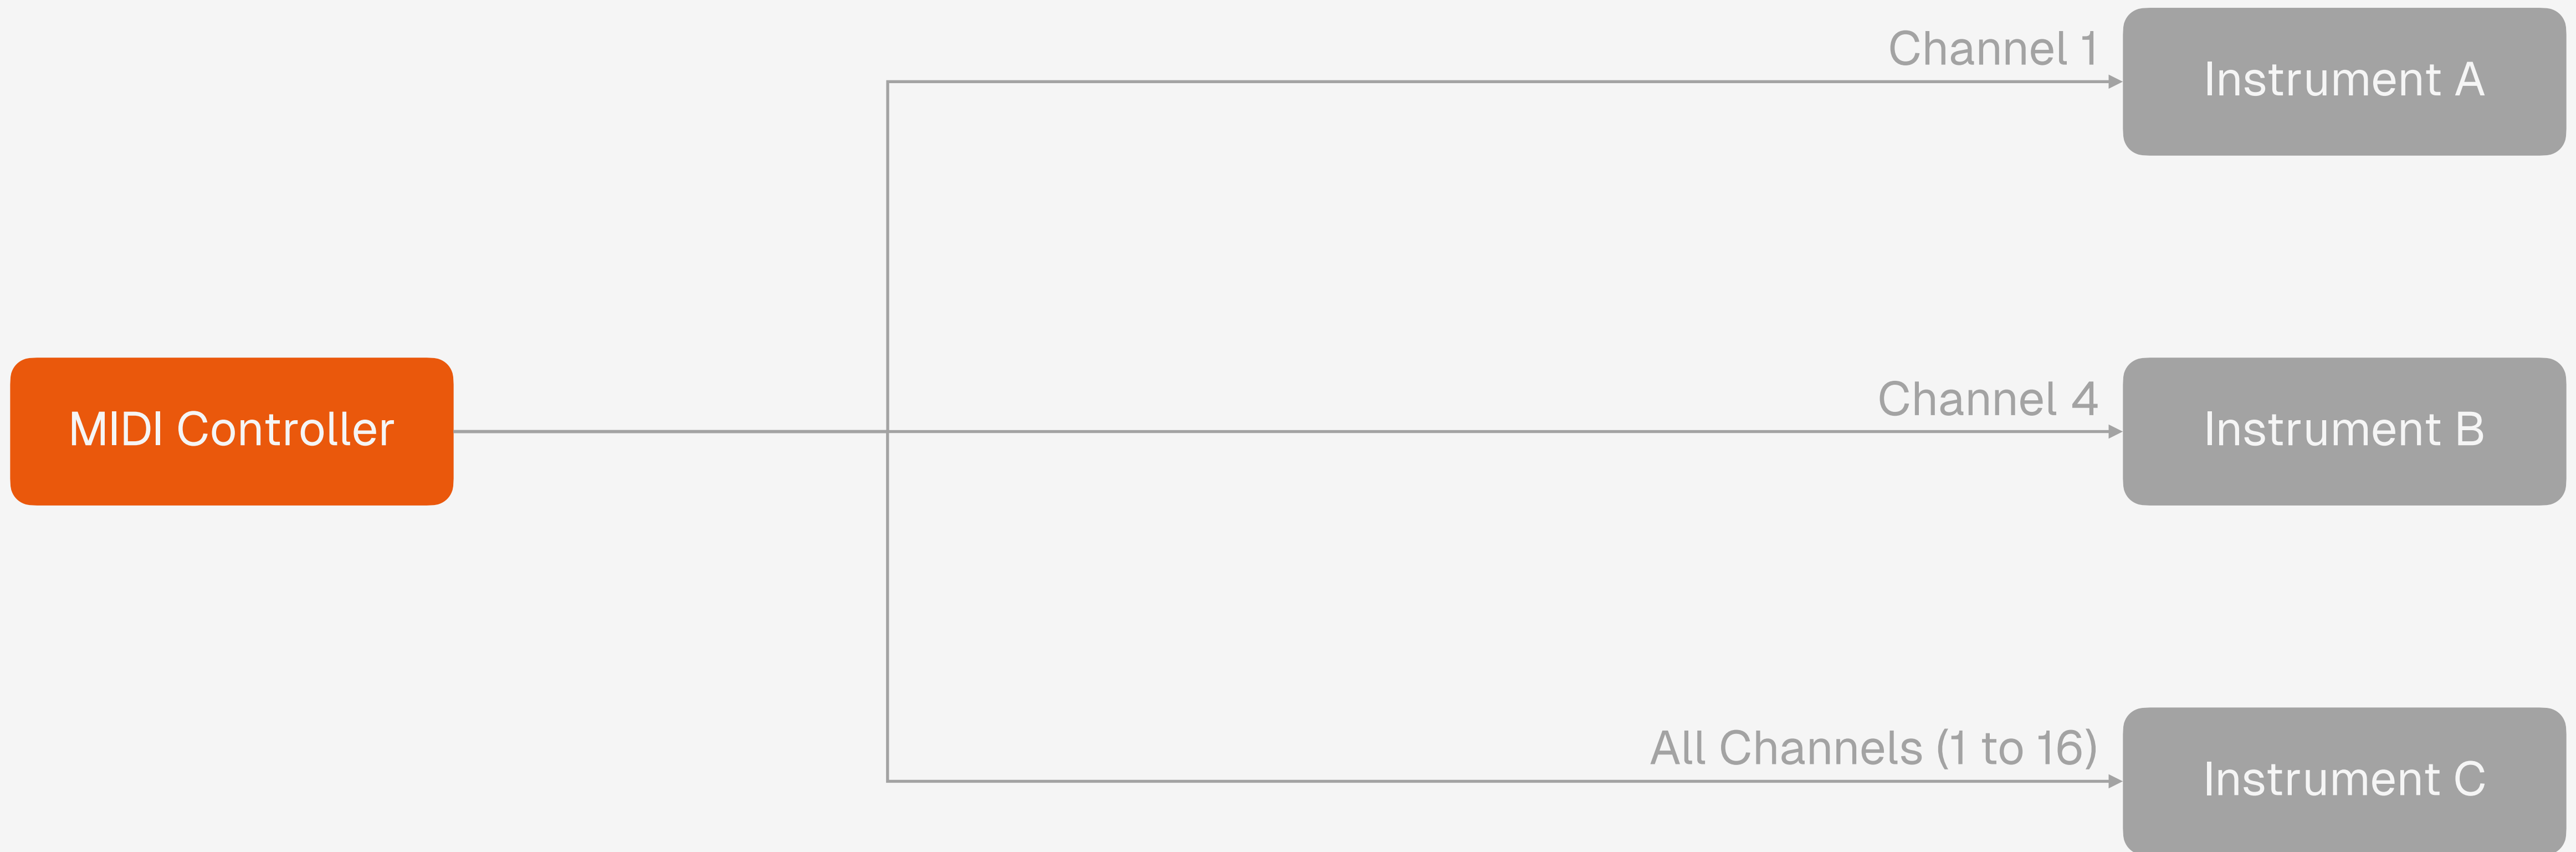 Channel 1
Instrument A
MIDI Controller
Channel 4
Instrument B
All Channels (1 to 16)
Instrument C